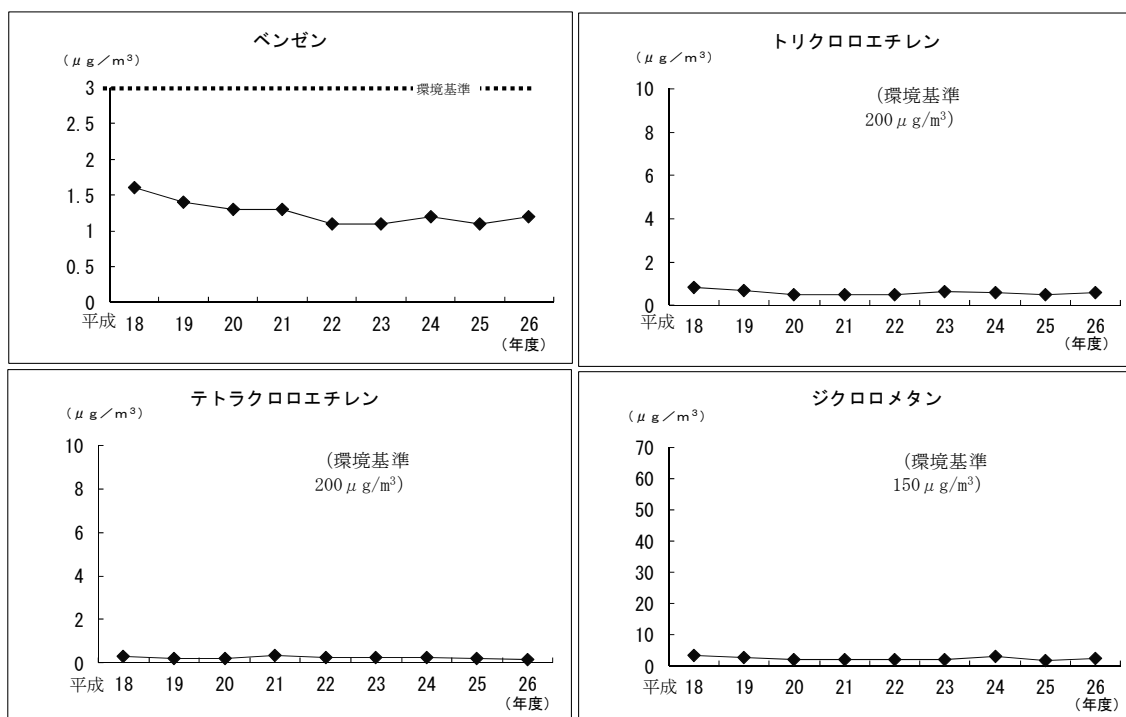 ベンゼン
(μg/m³)
3
環境基準
2.5
2
1.5
1
0.5
0
平成 18 19 20 21 22 23 24 25 26
(年度)
トリクロロエチレン
(μg/m³)
10
(環境基準
200μg/m³)
8
6
4
2
0
平成 18 19 20 21 22 23 24 25 26
(年度)
テトラクロロエチレン
(μg/m³)
10
(環境基準
200μg/m³)
8
6
4
2
0
平成 18 19 20 21 22 23 24 25 26
(年度)
ジクロロメタン
(μg/m³)
70
(環境基準
60
150μg/m³)
50
40
30
20
10
0
平成 18 19 20 21 22 23 24 25 26
(年度)